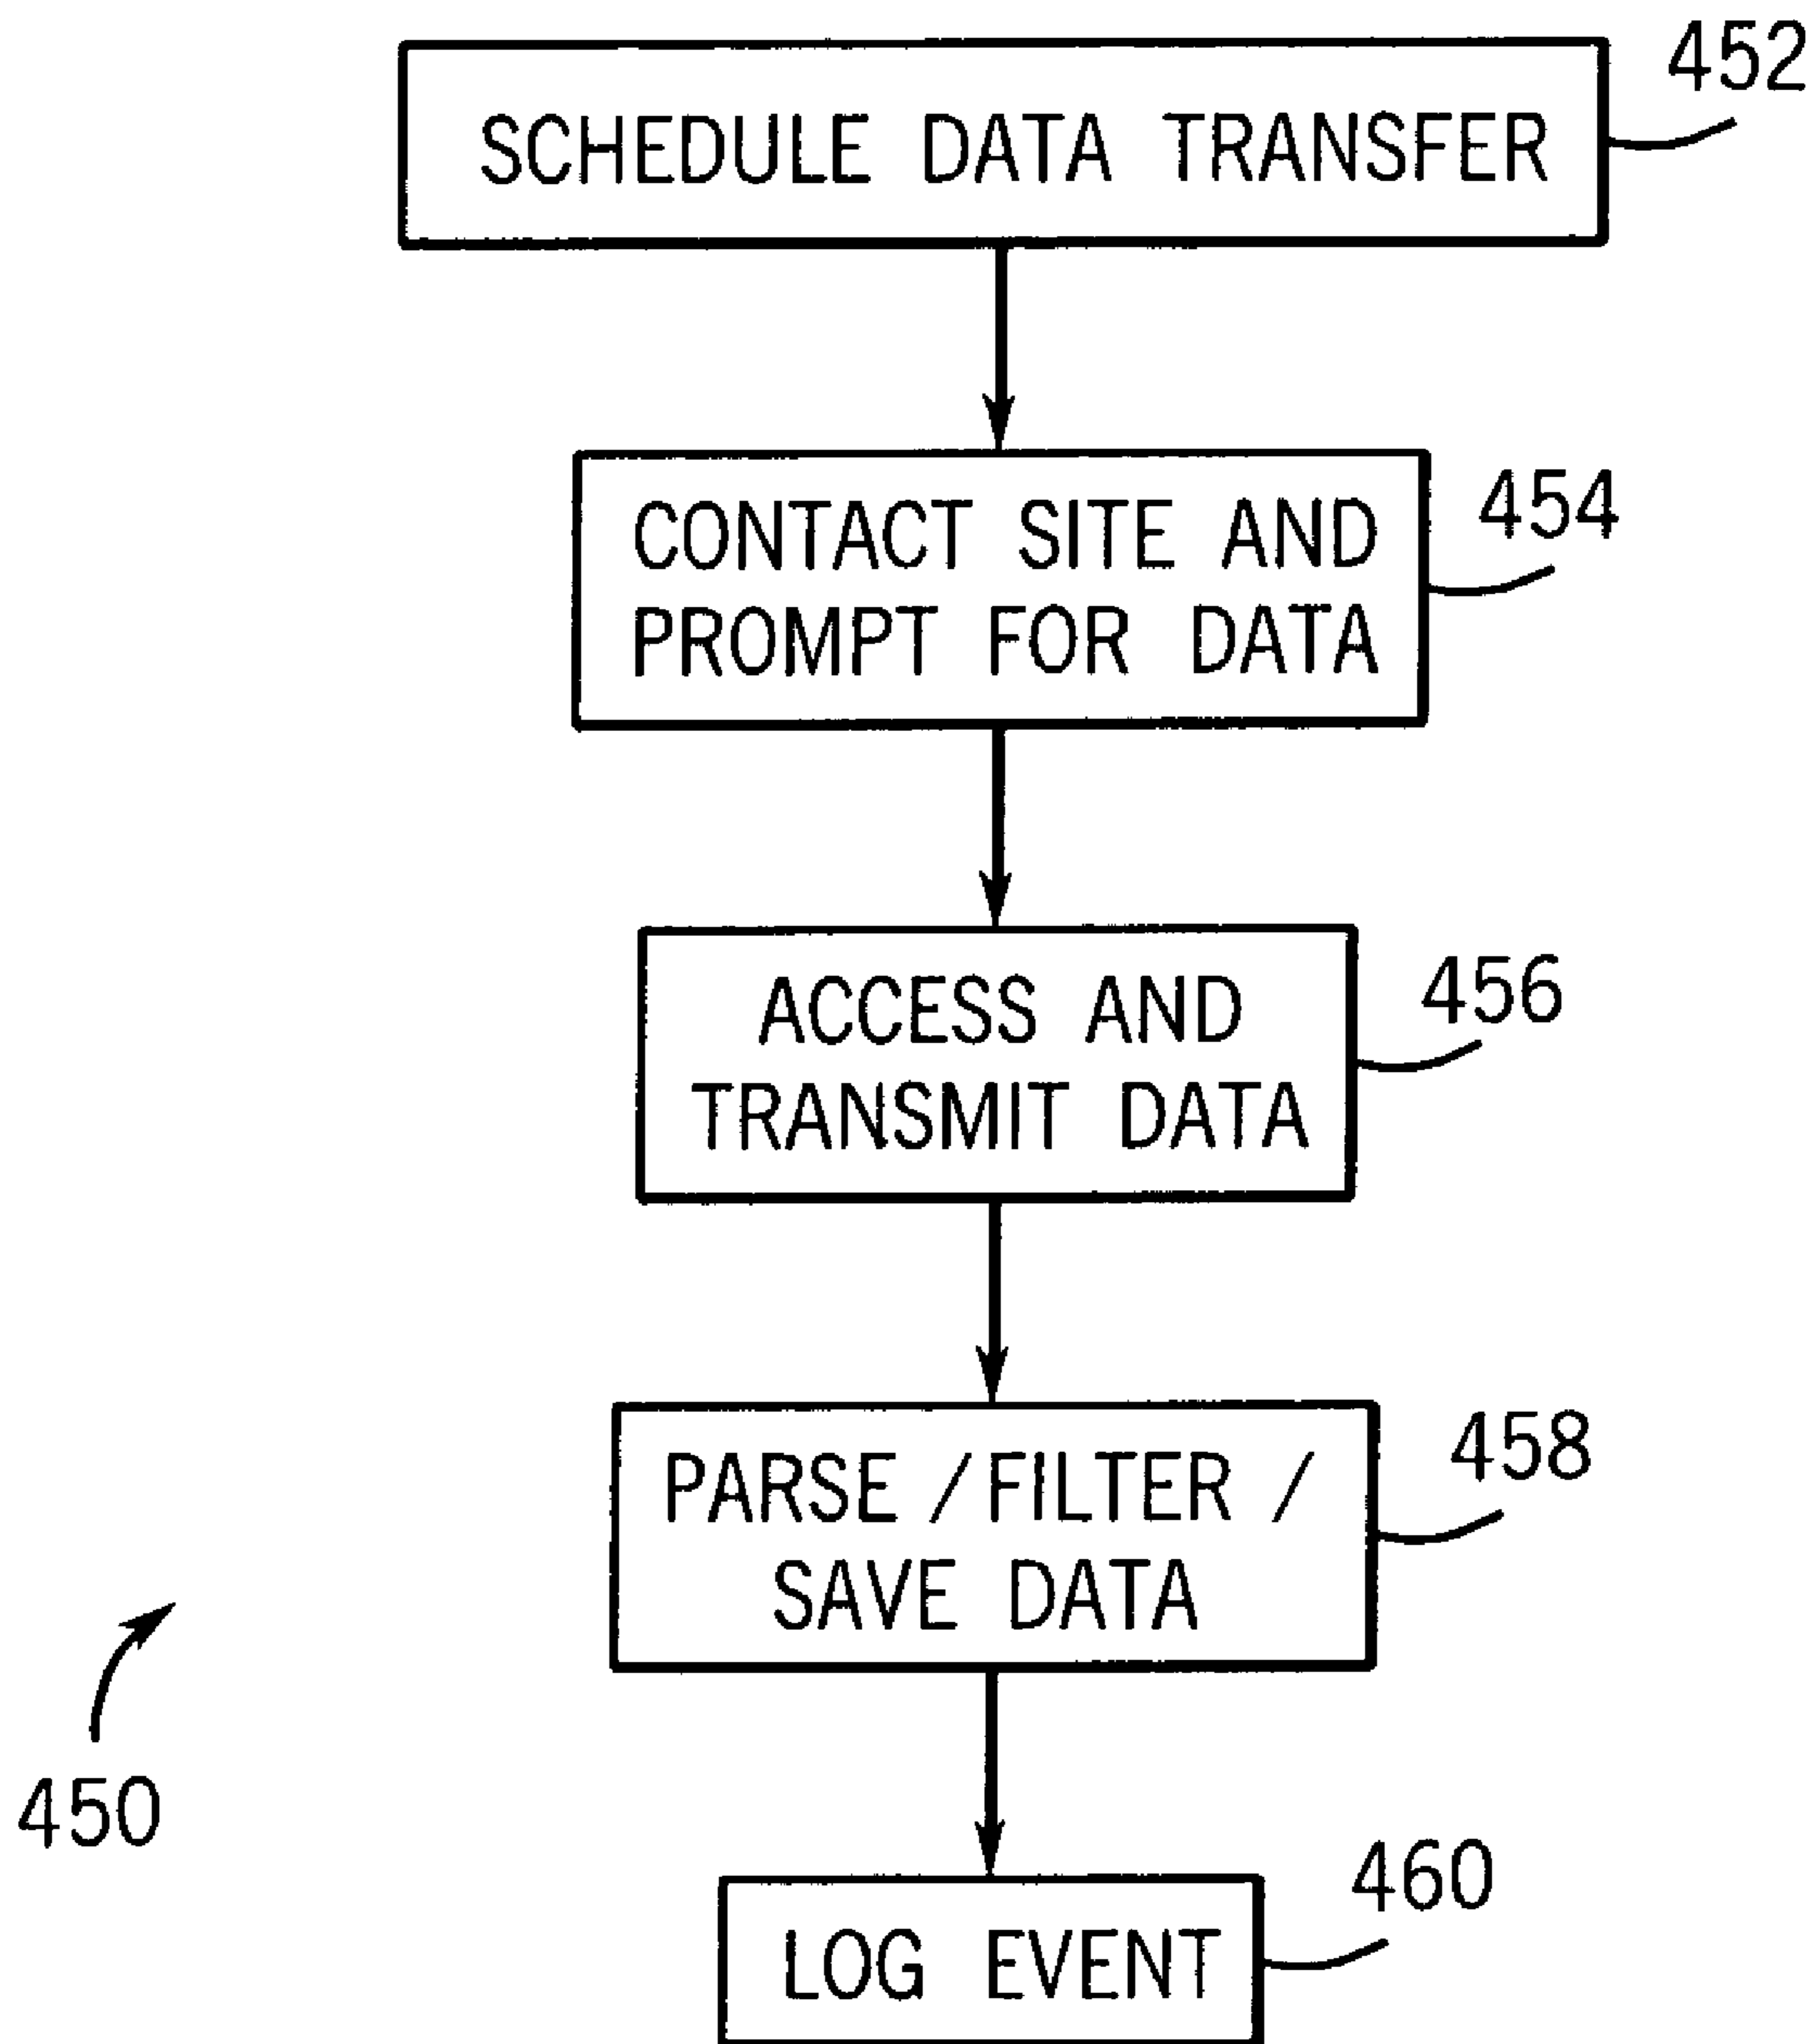 452
SCHEDULE DATA TRANSFER
454
CONTACT SITE AND
PROMPT FOR DATA
456
ACCESS AND
TRANSMIT DATA
458
PARSE / FILTER /
SAVE DATA
450
460
LOG EVENT